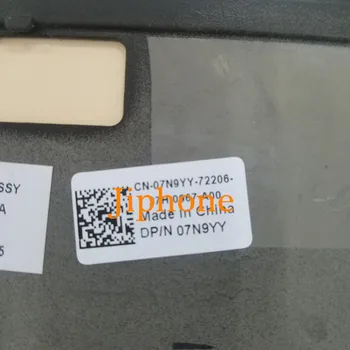 SSY
A
5
CN-07N9YY-72206-
Made in China
DP/N 07N9YY
Jiphone